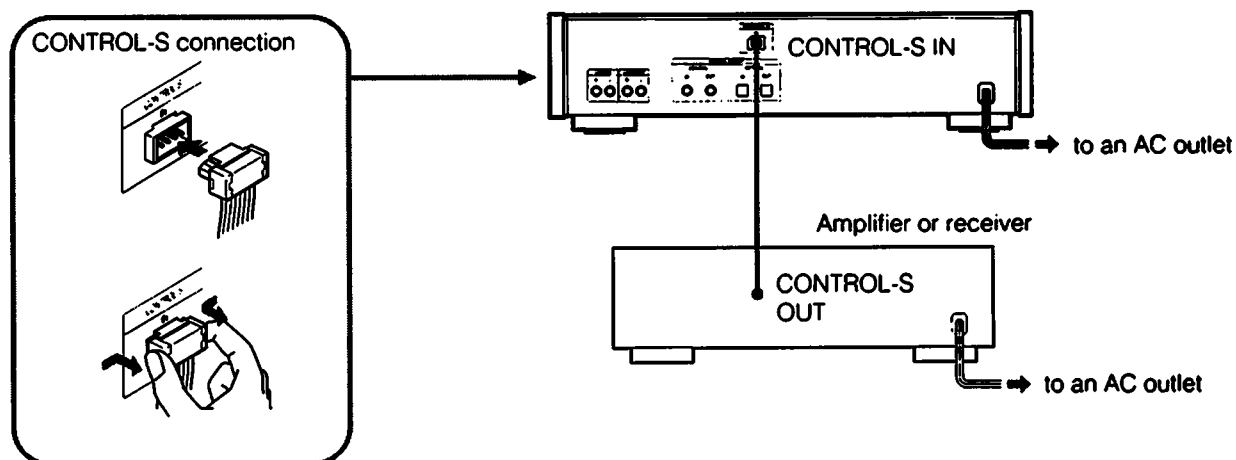 CONTROL-S connection
CONTROL-S IN
to an AC outlet
Amplifier or receiver
CONTROL-S
OUT
to an AC outlet